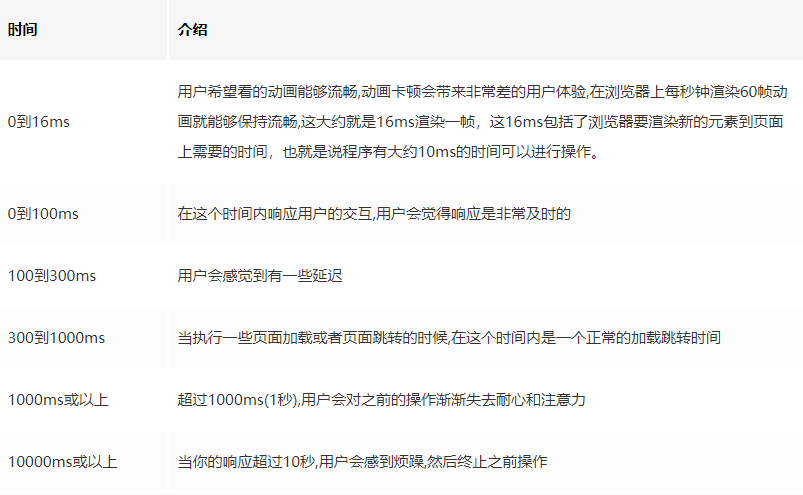 时间 介绍
用户希望看的动画能够流畅,动画卡顿会带来非常差的用户体验,在浏览器上每秒钟渲染60帧动
0到16ms 画就能够保持流畅,这大约就是16ms渲染一帧，这16ms包括了浏览器要渲染新的元素到页面
上需要的时间，也就是说程序有大约10ms的时间可以进行操作。
0到100ms 在这个时间内响应用户的交互,用户会觉得响应是非常及时的
100到300ms 用户会感觉到有一些延迟
300到1000ms 当执行一些页面加载或者页面跳转的时候,在这个时间内是一个正常的加载跳转时间
1000ms或以上 超过1000ms(1秒),用户会对之前的操作渐渐失去耐心和注意力
10000ms或以上 当你的响应超过10秒,用户会感到烦躁,然后终止之前操作